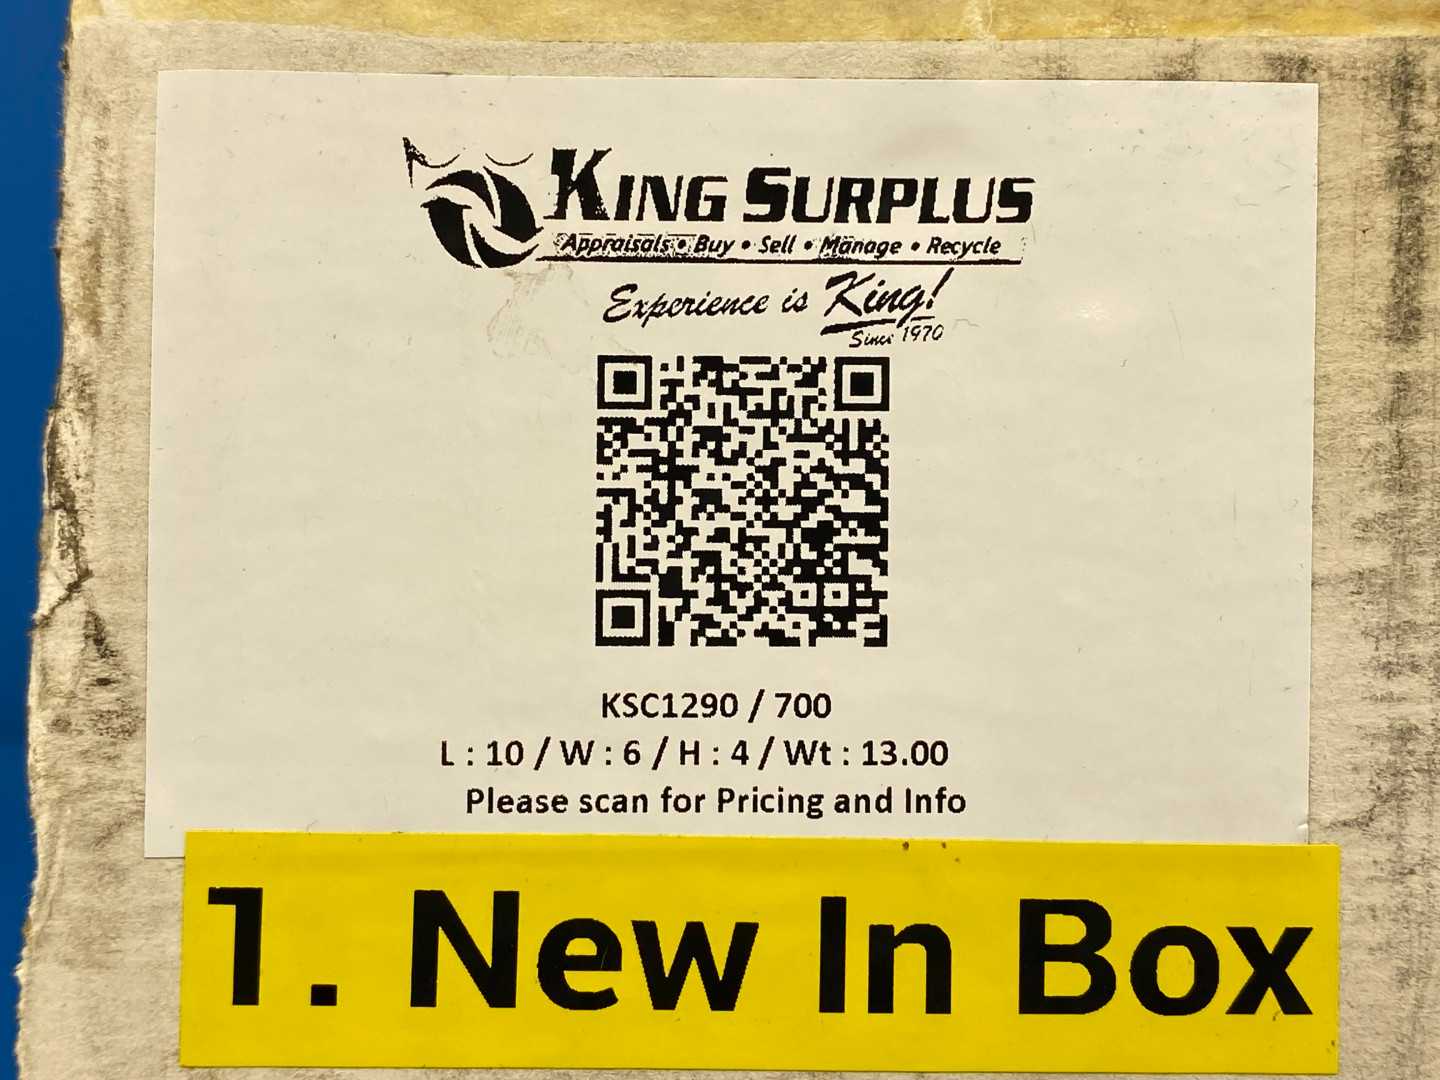 KING SURPLUS
Appraisals • Buy • Sell • Manage • Recycle
Experience is King!
Since 1970
KSC1290 / 700
L : 10 / W : 6 / H : 4 / Wt : 13.00
Please scan for Pricing and Info
1. New In Box